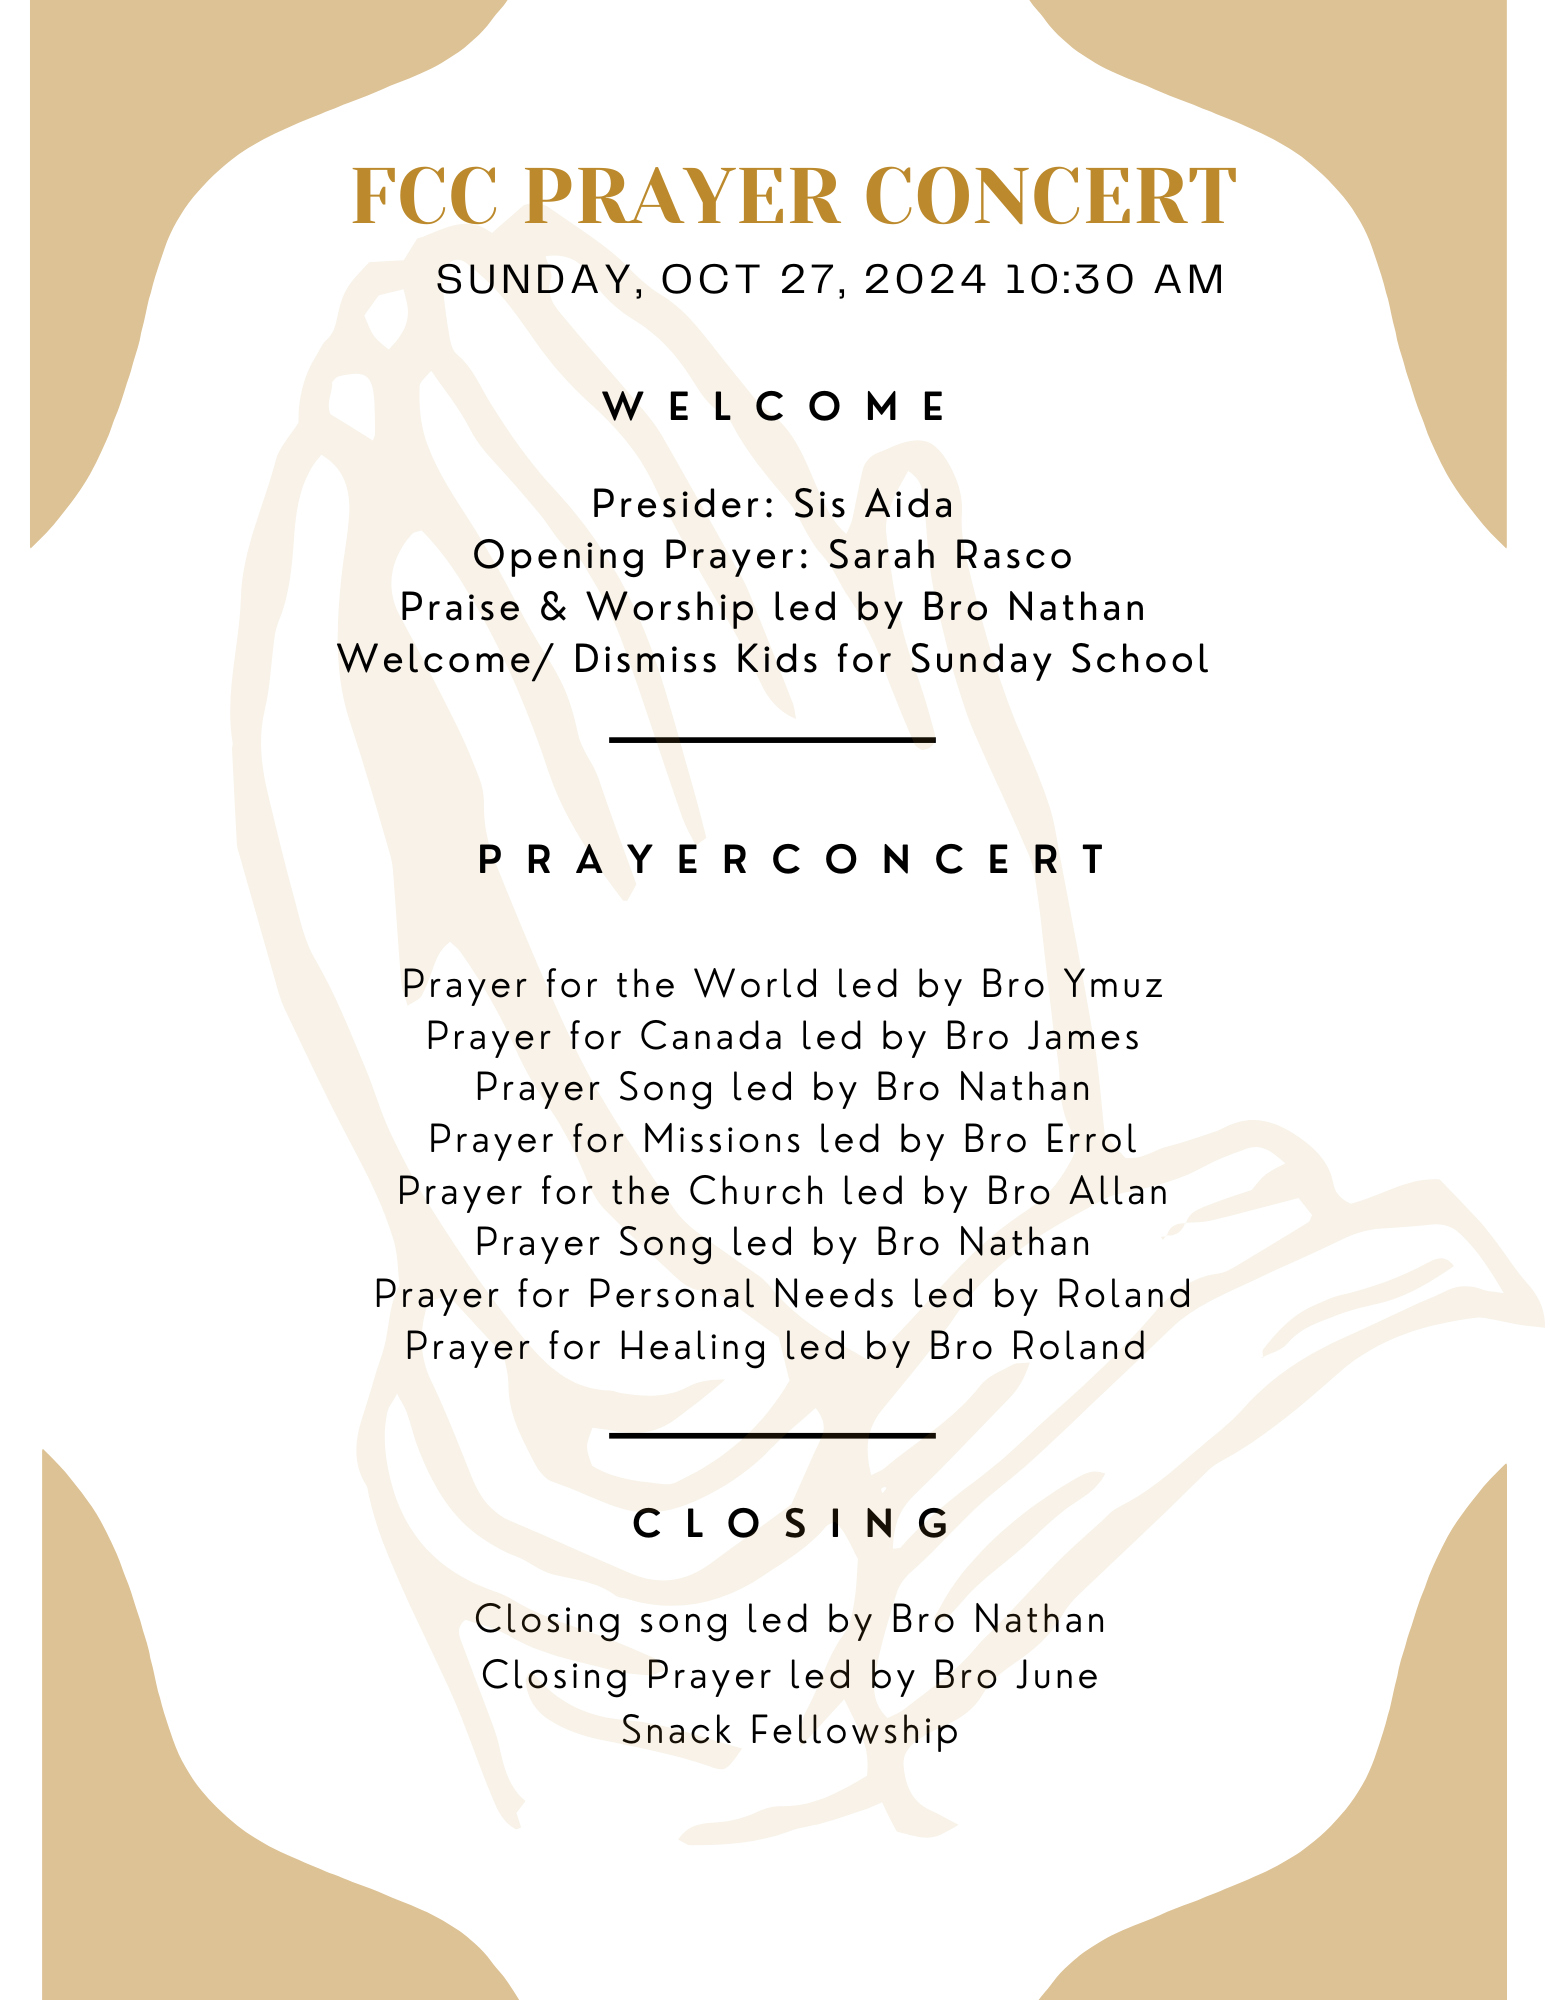 FCC PRAYER CONCERT
SUNDAY, OCT 27, 2024 10:30 AM
WELCOME
Presider: Sis Aida
Opening Prayer: Sarah Rasco
Praise & Worship led by Bro Nathan
Welcome/ Dismiss Kids for Sunday School
PRAYERCONCERT
Prayer for the World led by Bro Ymuz
Prayer for Canada led by Bro James
Prayer Song led by Bro Nathan
Prayer for Missions led by Bro Errol
Prayer for the Church led by Bro Allan
Prayer Song led by Bro Nathan
Prayer for Personal Needs led by Roland
Prayer for Healing led by Bro Roland
CLOSING
Closing song led by Bro Nathan
Closing Prayer led by Bro June
Snack Fellowship